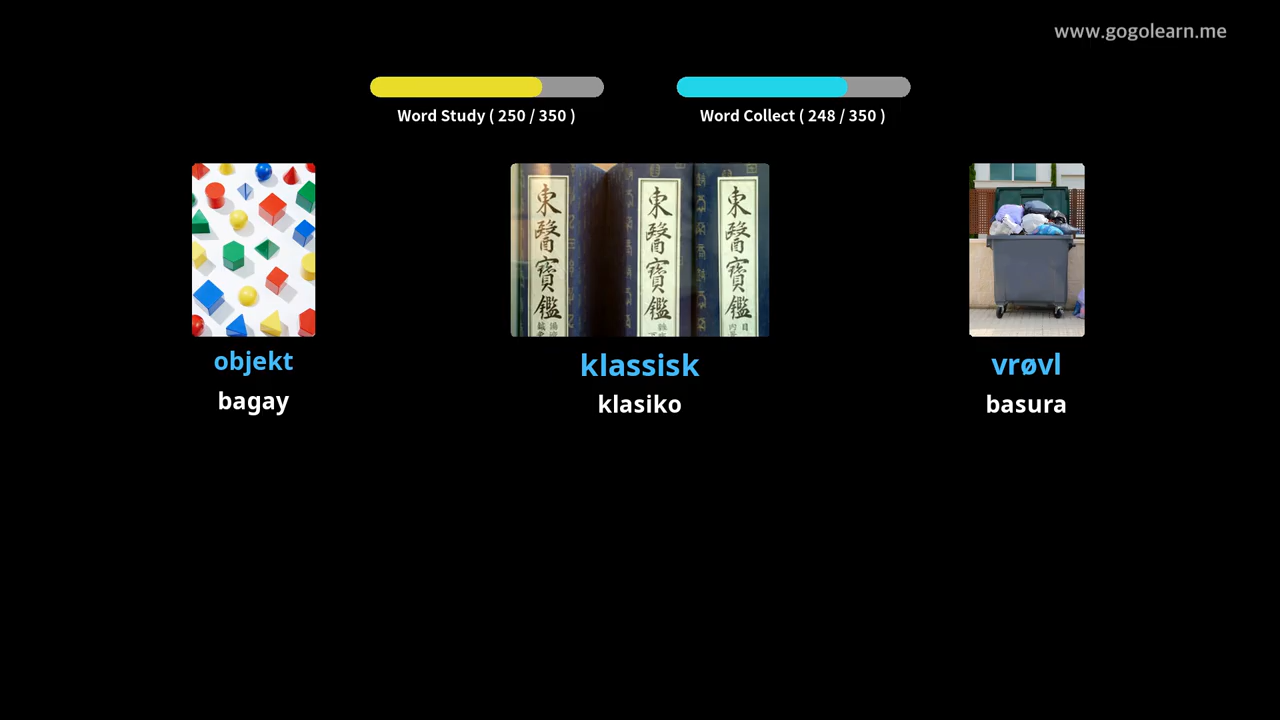 www.gogolearn.me
Word Study ( 250 / 350 )
Word Collect ( 248 / 350 )
東醫寶鑑
東醫寶鑑
東醫寶鑑
objekt
klassisk
vrøvl
bagay
klasiko
basura